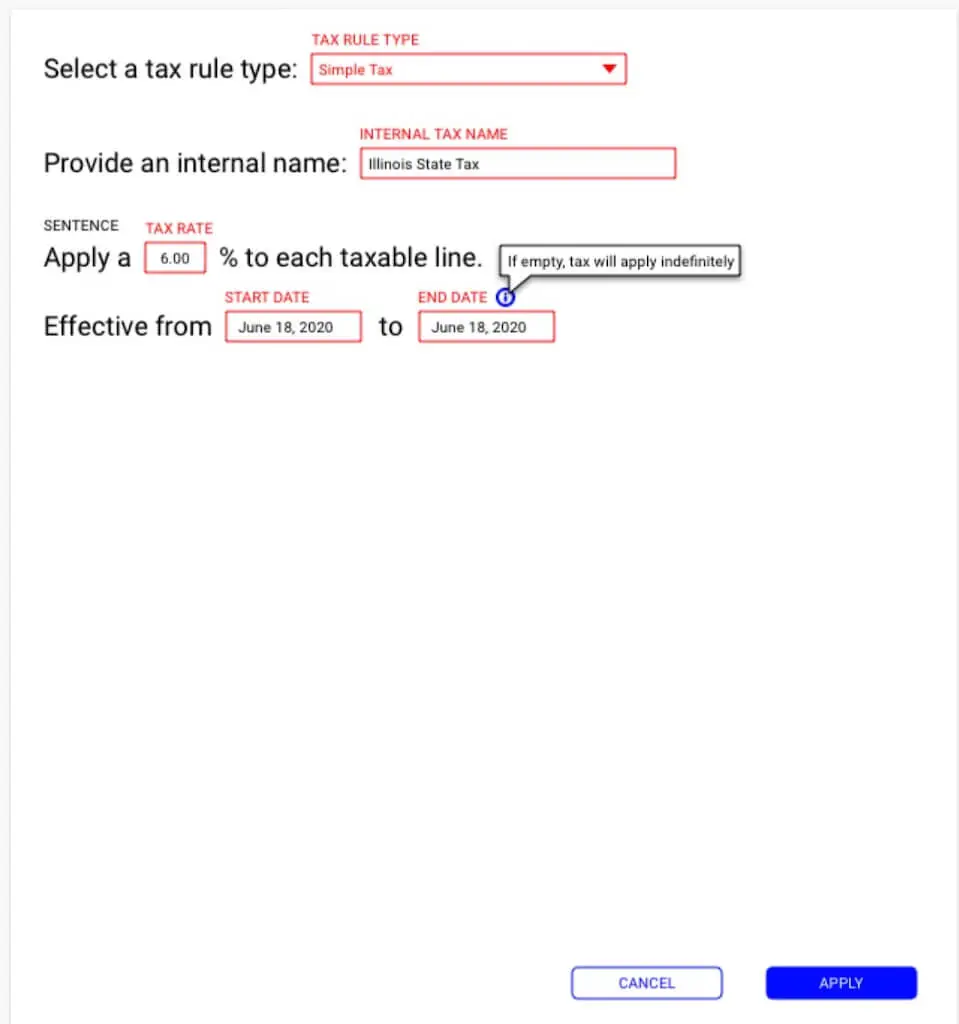 TAX RULE TYPE
Select a tax rule type: Simple Tax
INTERNAL TAX NAME
Provide an internal name: Illinois State Tax
SENTENCE TAX RATE
Apply a 6.00 % to each taxable line. If empty, tax will apply indefinitely
START DATE END DATE
Effective from June 18, 2020 to June 18, 2020
CANCEL APPLY